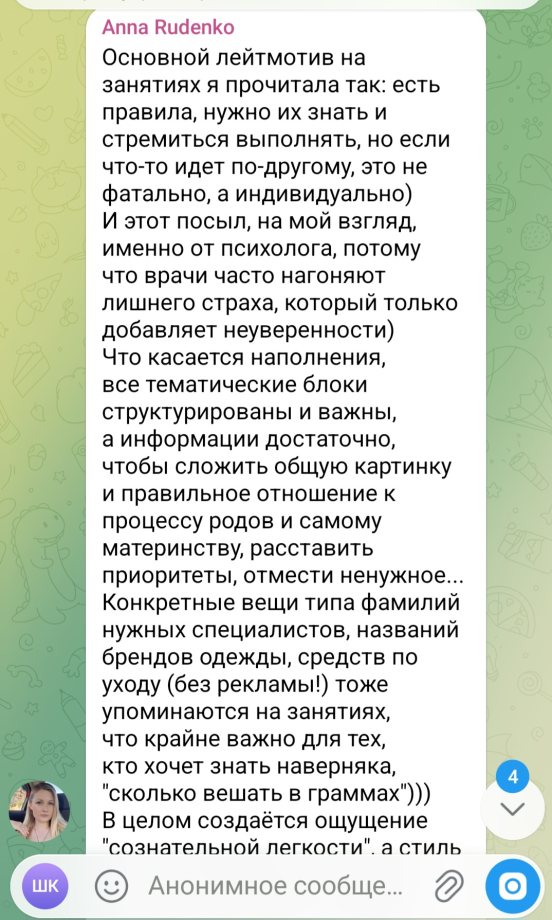 Anna Rudenko
Основной лейтмотив на
занятиях я прочитала так: есть
правила, нужно их знать и
стремиться выполнять, но если
что-то идет по-другому, это не
фатально, а индивидуально)
И этот посыл, на мой взгляд,
именно от психолога, потому
что врачи часто нагоняют
лишнего страха, который только
добавляет неуверенности)
Что касается наполнения,
все тематические блоки
структурированы и важны,
а информации достаточно,
чтобы сложить общую картинку
и правильное отношение к
процессу родов и самому
материнству, расставить
приоритеты, отмести ненужное...
Конкретные вещи типа фамилий
нужных специалистов, названий
брендов одежды, средств по
уходу (без рекламы!) тоже
упоминаются на занятиях,
что крайне важно для тех,
кто хочет знать наверняка,
"сколько вешать в граммах")))
В целом создаётся ощущение
"сознательной легкости", а стиль
4
ШК
Анонимное сообще...